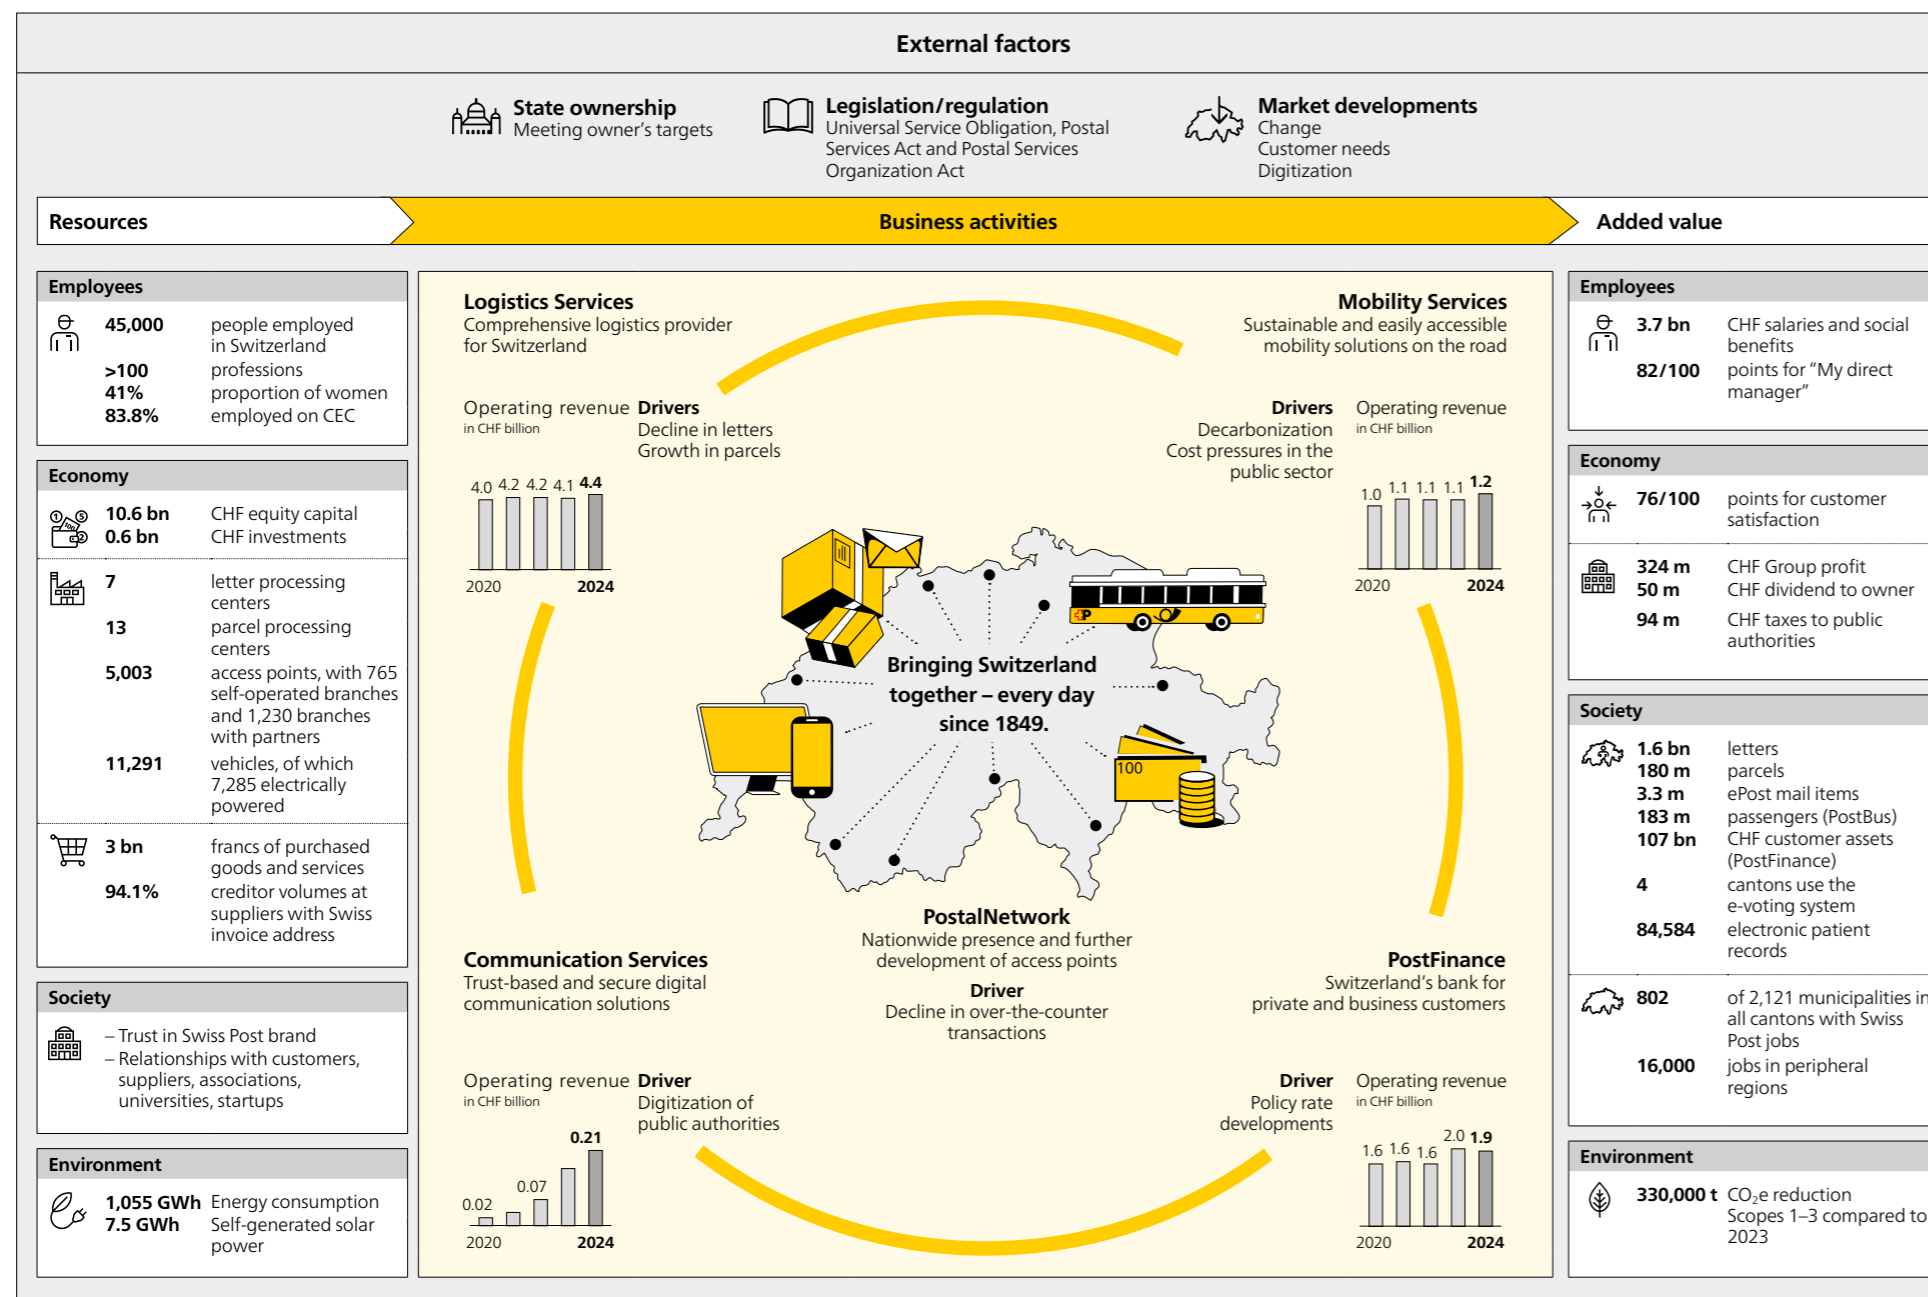 External factors
State ownership
Meeting owner's targets
Legislation/regulation
Universal Service Obligation, Postal
Services Act and Postal Services
Organization Act
Market developments
Change
Customer needs
Digitization
Resources
Business activities
Added value
Employees
45,000 people employed
in Switzerland
>100 professions
41% proportion of women
83.8% employed on CEC
Economy
10.6 bn CHF equity capital
0.6 bn CHF investments
7 letter processing
centers
13 parcel processing
centers
5,003 access points, with 765
self-operated branches
and 1,230 branches
with partners
11,291 vehicles, of which
7,285 electrically
powered
3 bn francs of purchased
goods and services
94.1% creditor volumes at
suppliers with Swiss
invoice address
Society
– Trust in Swiss Post brand
– Relationships with customers,
suppliers, associations,
universities, startups
Environment
1,055 GWh Energy consumption
7.5 GWh Self-generated solar
power
Logistics Services
Comprehensive logistics provider
for Switzerland
Operating revenue
in CHF billion
Drivers
Decline in letters
Growth in parcels
4.0 4.2 4.2 4.1 4.4
2020 2024
Mobility Services
Sustainable and easily accessible
mobility solutions on the road
Drivers
Decarbonization
Cost pressures in the
public sector
Operating revenue
in CHF billion
1.0 1.1 1.1 1.1 1.2
2020 2024
P
Bringing Switzerland
together – every day
since 1849.
100
PostalNetwork
Nationwide presence and further
development of access points
Driver
Decline in over-the-counter
transactions
Communication Services
Trust-based and secure digital
communication solutions
Operating revenue
in CHF billion
Driver
Digitization of
public authorities
0.02 0.07 0.21
2020 2024
PostFinance
Switzerland's bank for
private and business customers
Driver
Policy rate
developments
Operating revenue
in CHF billion
1.6 1.6 1.6 2.0 1.9
2020 2024
Employees
3.7 bn CHF salaries and social
benefits
82/100 points for “My direct
manager”
Economy
76/100 points for customer
satisfaction
324 m CHF Group profit
50 m CHF dividend to owner
94 m CHF taxes to public
authorities
Society
1.6 bn letters
180 m parcels
3.3 m ePost mail items
183 m passengers (PostBus)
107 bn CHF customer assets
(PostFinance)
4 cantons use the
e-voting system
84,584 electronic patient
records
802 of 2,121 municipalities in
all cantons with Swiss
Post jobs
16,000 jobs in peripheral
regions
Environment
330,000 t CO₂e reduction
Scopes 1–3 compared to
2023